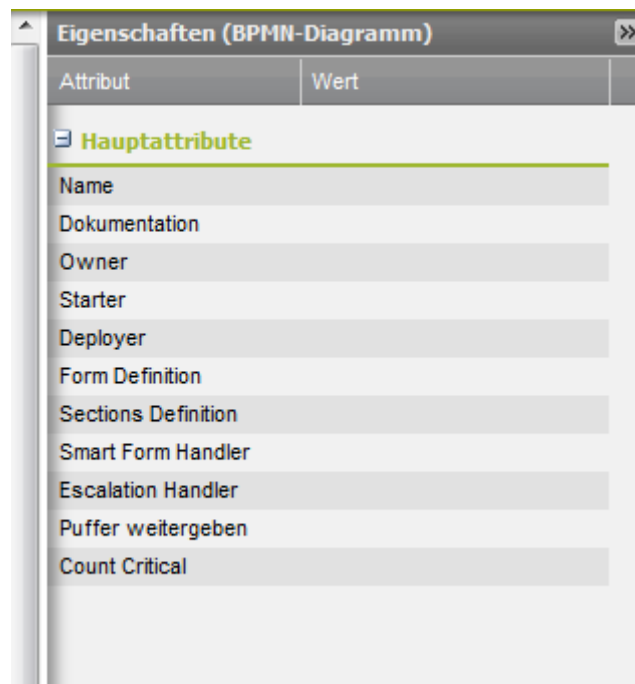 Eigenschaften (BPMN-Diagramm)
Attribut Wert
Hauptattribute
Name
Dokumentation
Owner
Starter
Deployer
Form Definition
Sections Definition
Smart Form Handler
Escalation Handler
Puffer weitergeben
Count Critical